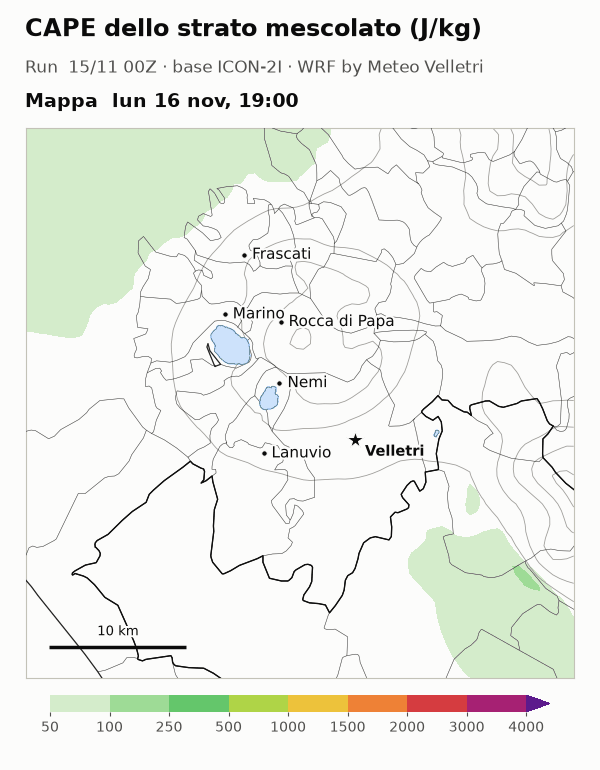 CAPE dello strato mescolato (J/kg)
Run  15/11 00Z · base ICON-2I · WRF by Meteo Velletri
Mappa  lun 16 nov, 19:00
Frascati
Marino
Rocca di Papa
Nemi
Velletri
Lanuvio
10 km
50 100 250 500 1000 1500 2000 3000 4000